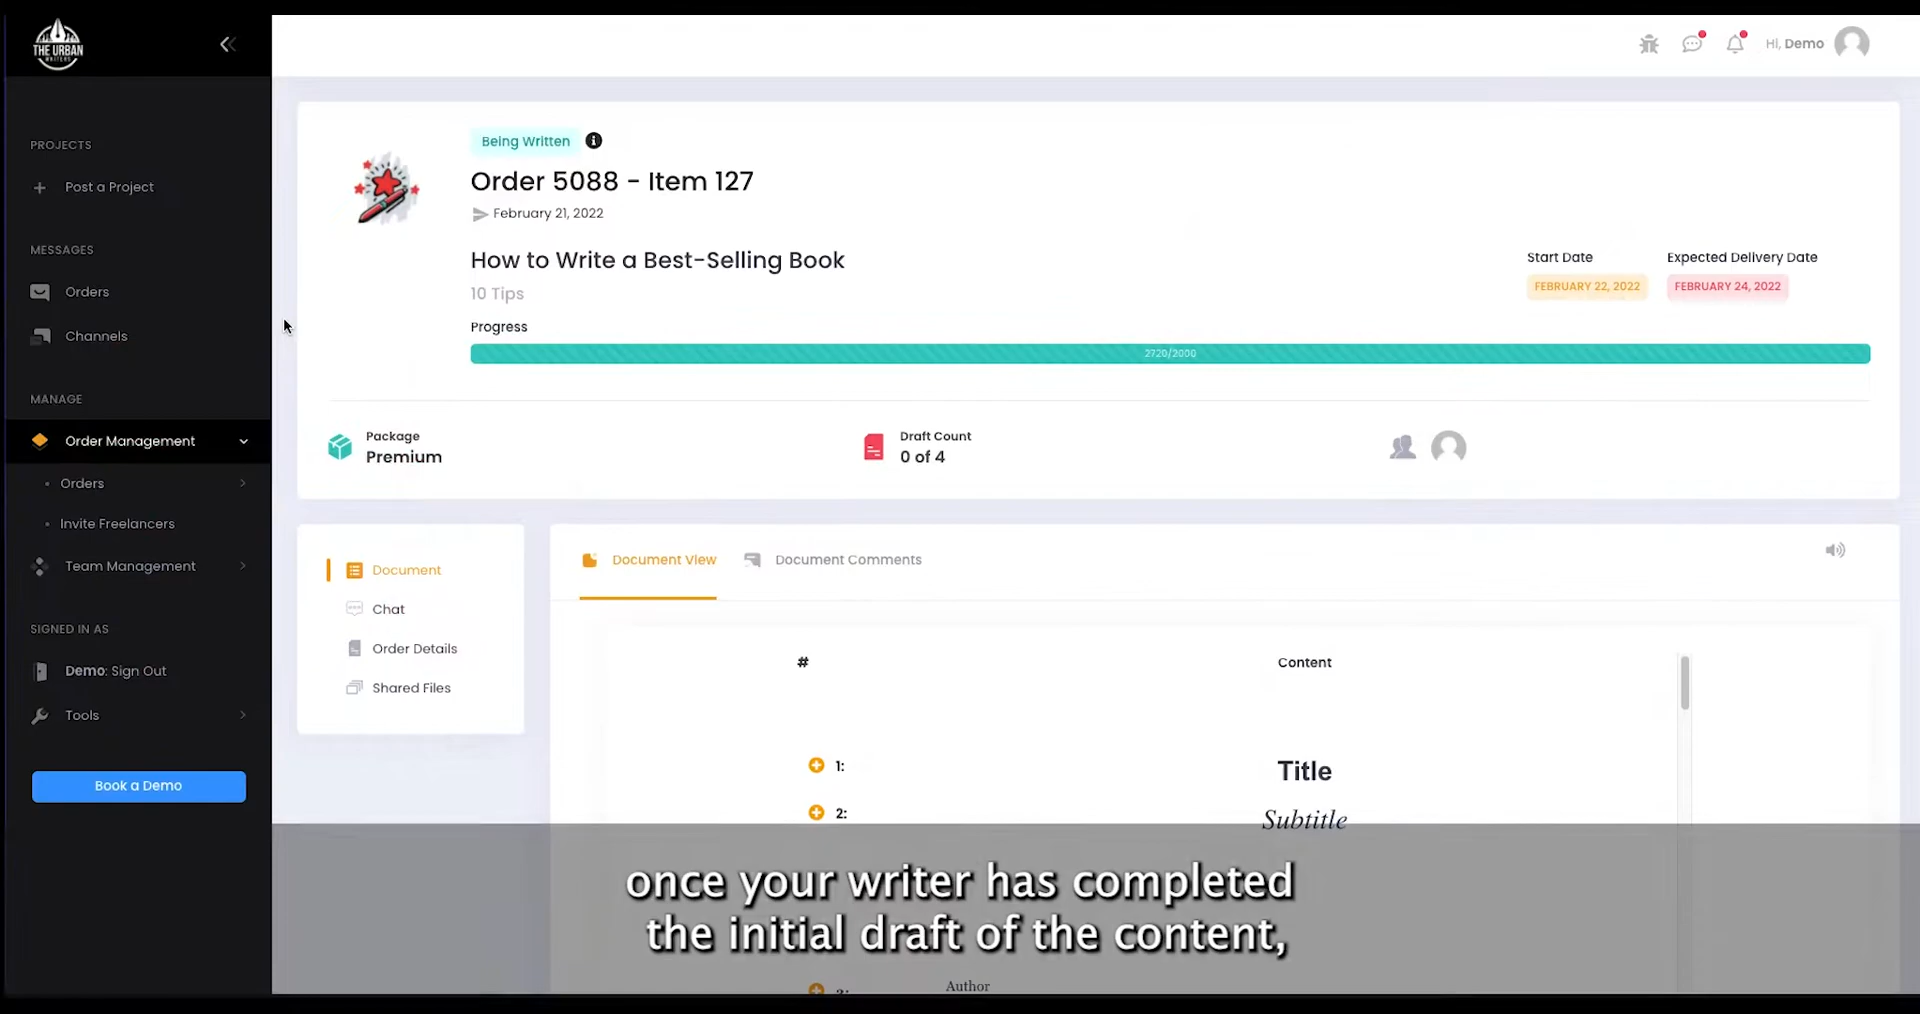 THE URBAN
WRITERS
Hi, Demo
PROJECTS
Post a Project
MESSAGES
Orders
Channels
MANAGE
Order Management
Orders
Invite Freelancers
Team Management
SIGNED IN AS
Demo: Sign Out
Tools
Book a Demo
Being Written
Order 5088 - Item 127
February 21, 2022
How to Write a Best-Selling Book
10 Tips
Start Date
FEBRUARY 22, 2022
Expected Delivery Date
FEBRUARY 24, 2022
Progress
2720/2000
Package
Premium
Draft Count
0 of 4
Document
Chat
Order Details
Shared Files
Document View
Document Comments
# Content
1: Title
2: Subtitle
3: Author
once your writer has completed
the initial draft of the content,